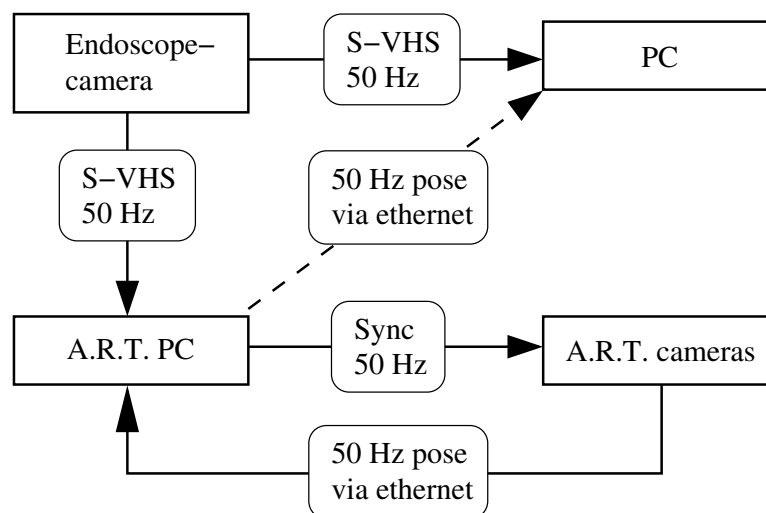 Endoscope−
camera
S−VHS
50 Hz
PC
S−VHS
50 Hz
50 Hz pose
via ethernet
A.R.T. PC
Sync
50 Hz
A.R.T. cameras
50 Hz pose
via ethernet